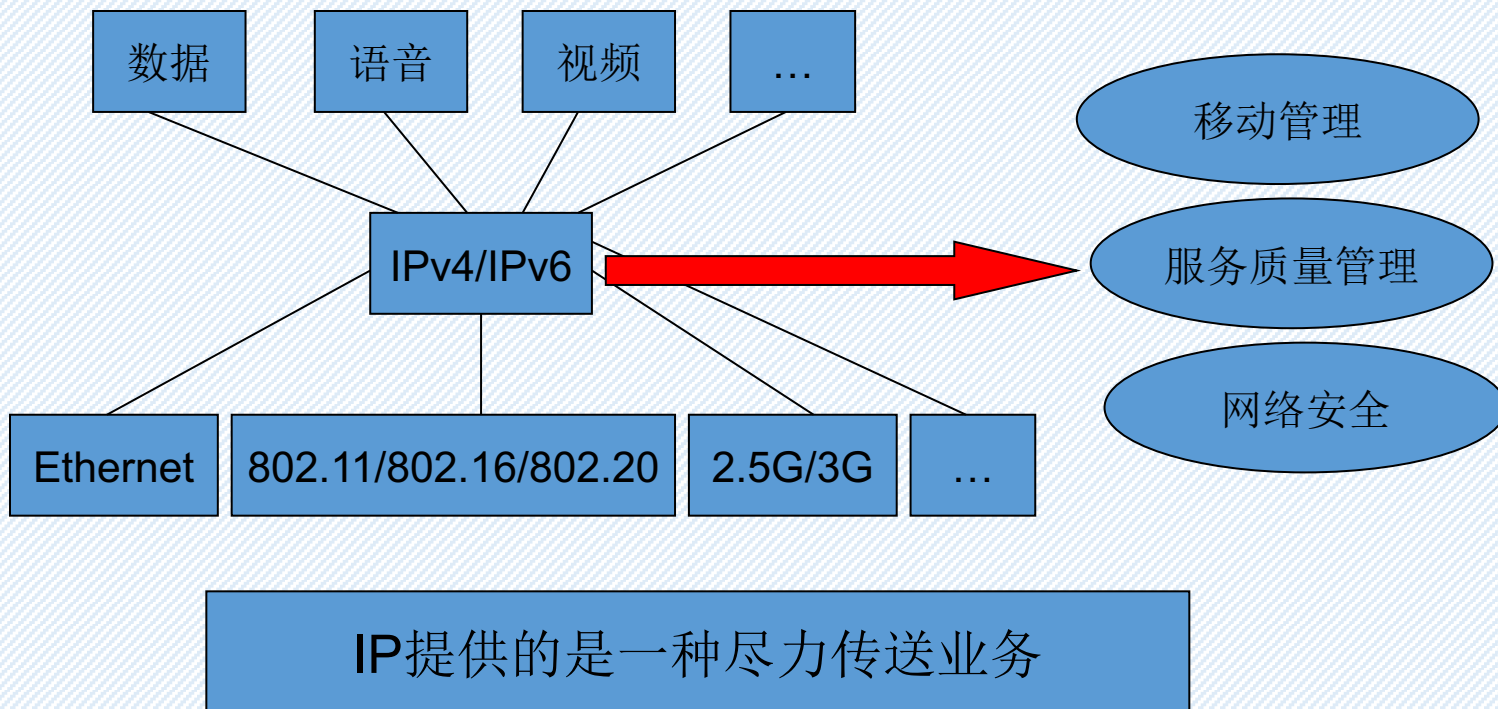 数据
语音
视频
…
移动管理
IPv4/IPv6
服务质量管理
网络安全
Ethernet
802.11/802.16/802.20
2.5G/3G
…
IP提供的是一种尽力传送业务